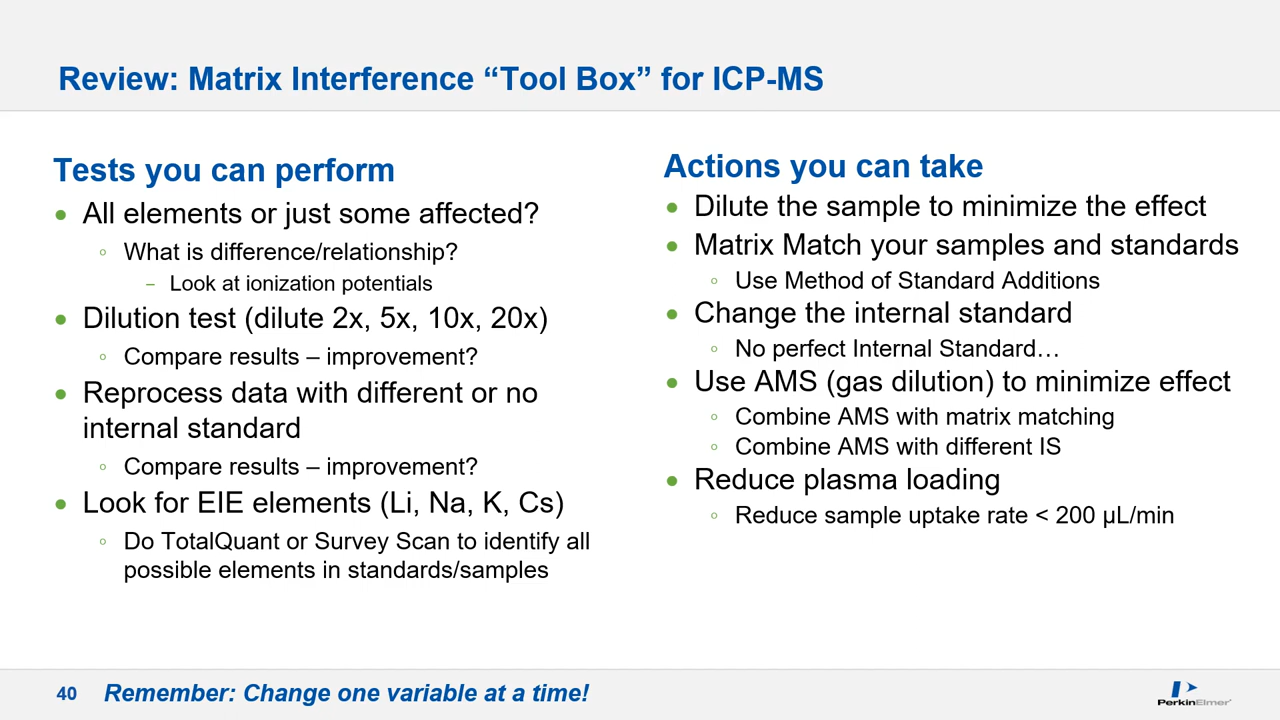 Review: Matrix Interference “Tool Box” for ICP-MS
Tests you can perform
• All elements or just some affected?
◦ What is difference/relationship?
– Look at ionization potentials
• Dilution test (dilute 2x, 5x, 10x, 20x)
◦ Compare results – improvement?
• Reprocess data with different or no
internal standard
◦ Compare results – improvement?
• Look for EIE elements (Li, Na, K, Cs)
◦ Do TotalQuant or Survey Scan to identify all
possible elements in standards/samples
Actions you can take
• Dilute the sample to minimize the effect
• Matrix Match your samples and standards
◦ Use Method of Standard Additions
• Change the internal standard
◦ No perfect Internal Standard…
• Use AMS (gas dilution) to minimize effect
◦ Combine AMS with matrix matching
◦ Combine AMS with different IS
• Reduce plasma loading
◦ Reduce sample uptake rate < 200 µL/min
40 Remember: Change one variable at a time!
PerkinElmer